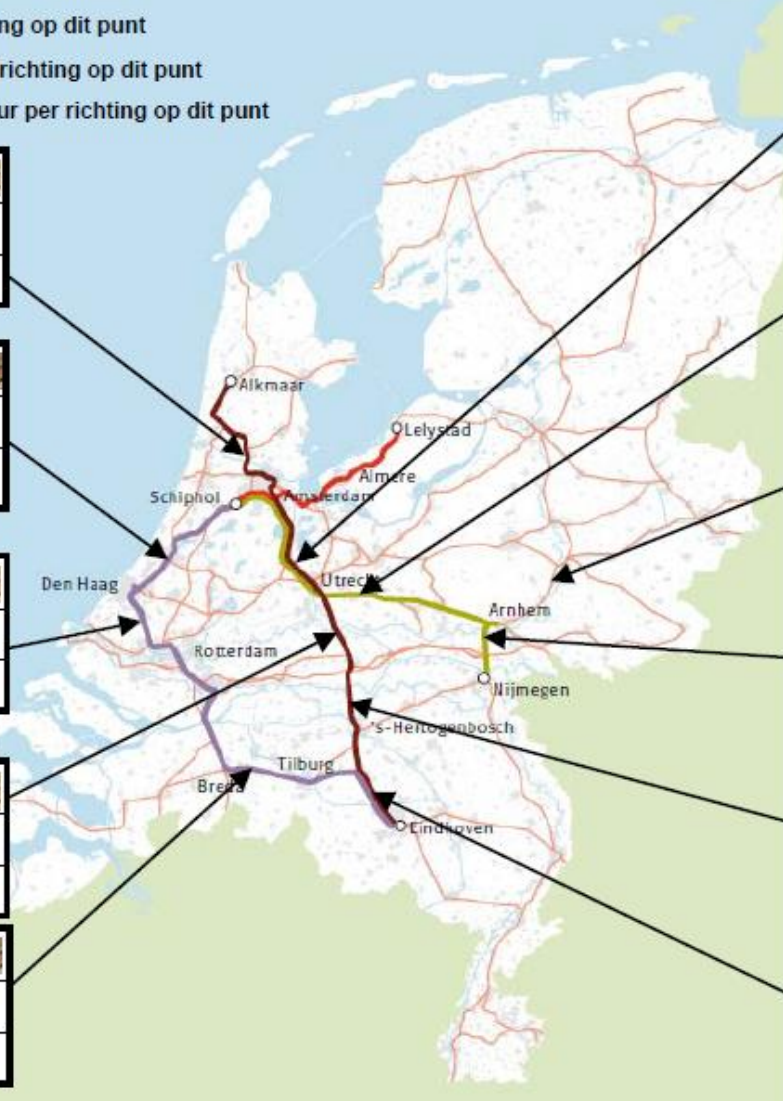 ng op dit punt
richting op dit punt
ur per richting op dit punt
Alkmaar
Lelystad
Almere
Schiphol
Amsterdam
Den Haag
Utrecht
Arnhem
Rotterdam
Nijmegen
's-Hertogenbosch
Tilburg
Breda
Eindhoven